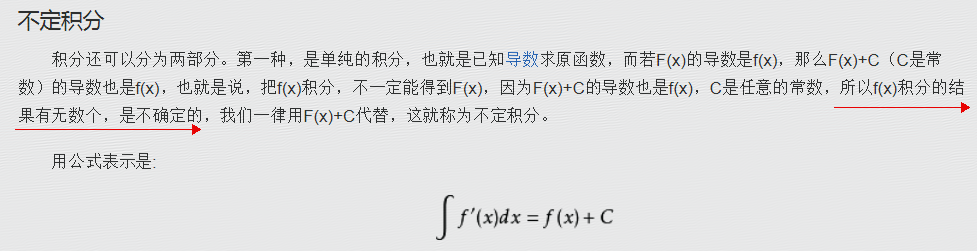 不定积分
积分还可以分为两部分。第一种，是单纯的积分，也就是已知导数求原函数，而若F(x)的导数是f(x)，那么F(x)+C（C是常
数）的导数也是f(x)，也就是说，把f(x)积分，不一定能得到F(x)，因为F(x)+C的导数也是f(x)，C是任意的常数，所以f(x)积分的结
果有无数个，是不确定的，我们一律用F(x)+C代替，这就称为不定积分。
用公式表示是:
∫ f′(x)dx = f(x) + C